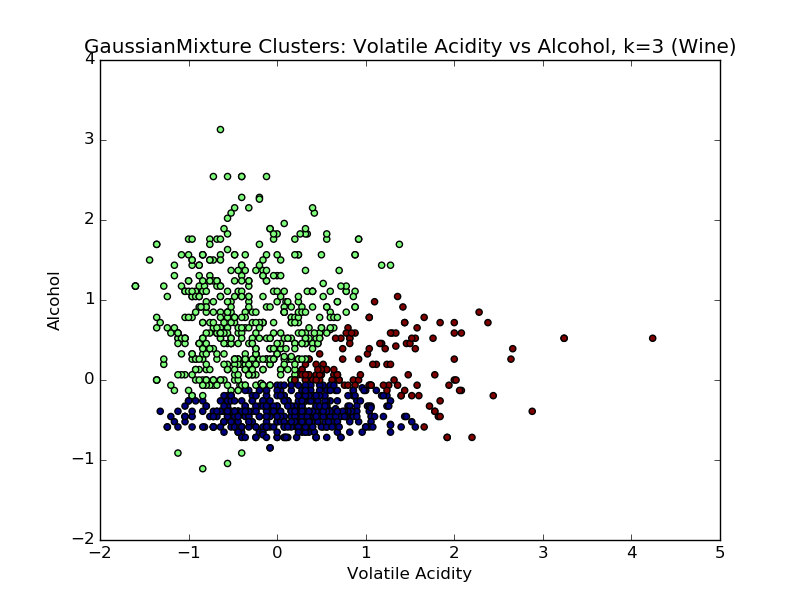 GaussianMixture Clusters: Volatile Acidity vs Alcohol, k=3 (Wine)
4
3
2
1
0
−1
−2
Alcohol
−2 −1 0 1 2 3 4 5
Volatile Acidity